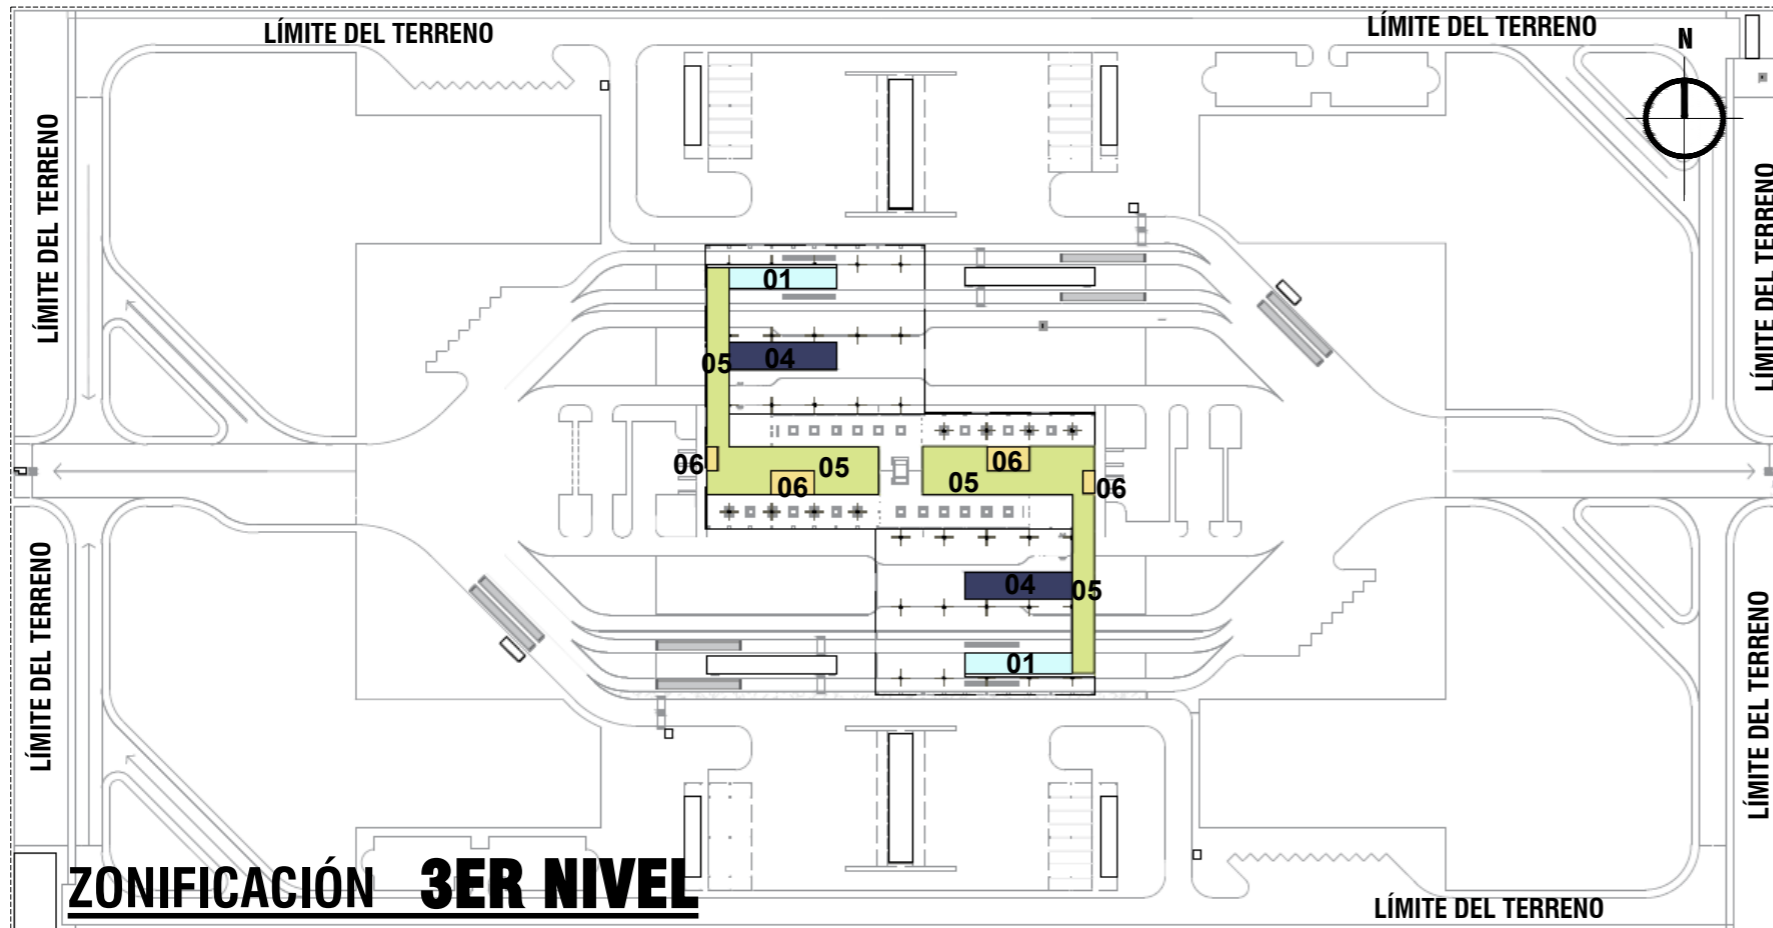 LÍMITE DEL TERRENO
LÍMITE DEL TERRENO
N
LÍMITE DEL TERRENO
LÍMITE DEL TERRENO
01
05
04
06
05
06
06
05
06
04
05
01
LÍMITE DEL TERRENO
LÍMITE DEL TERRENO
ZONIFICACIÓN 3ER NIVEL
LÍMITE DEL TERRENO